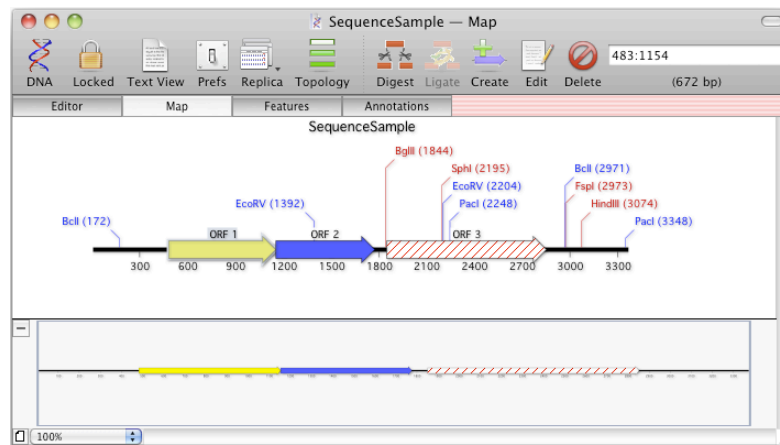 SequenceSample — Map
483:1154
DNA Locked Text View Prefs Replica Topology Digest Ligate Create Edit Delete (672 bp)
Editor Map Features Annotations
SequenceSample
BglII (1844)
SphI (2195) BclI (2971)
EcoRV (2204) FspI (2973)
EcoRV (1392) PacI (2248) HindIII (3074)
BclI (172) PacI (3348)
ORF 1 ORF 2 ORF 3
300 600 900 1200 1500 1800 2100 2400 2700 3000 3300
100%